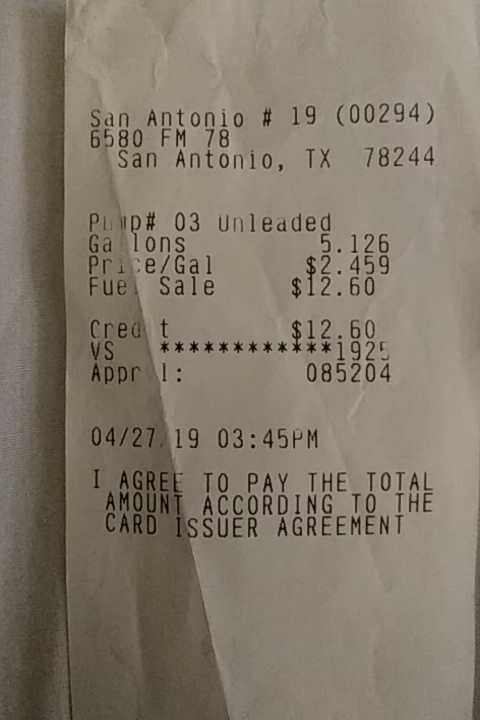 San Antonio # 19 (00294)
6580 FM 78
San Antonio, TX 78244
Pump# 03 Unleaded
Gallons 5.126
Price/Gal $2.459
Fuel Sale $12.60
Credit $12.60
VS ************1925
Appr l: 085204
04/27/19 03:45PM
I AGREE TO PAY THE TOTAL
AMOUNT ACCORDING TO THE
CARD ISSUER AGREEMENT